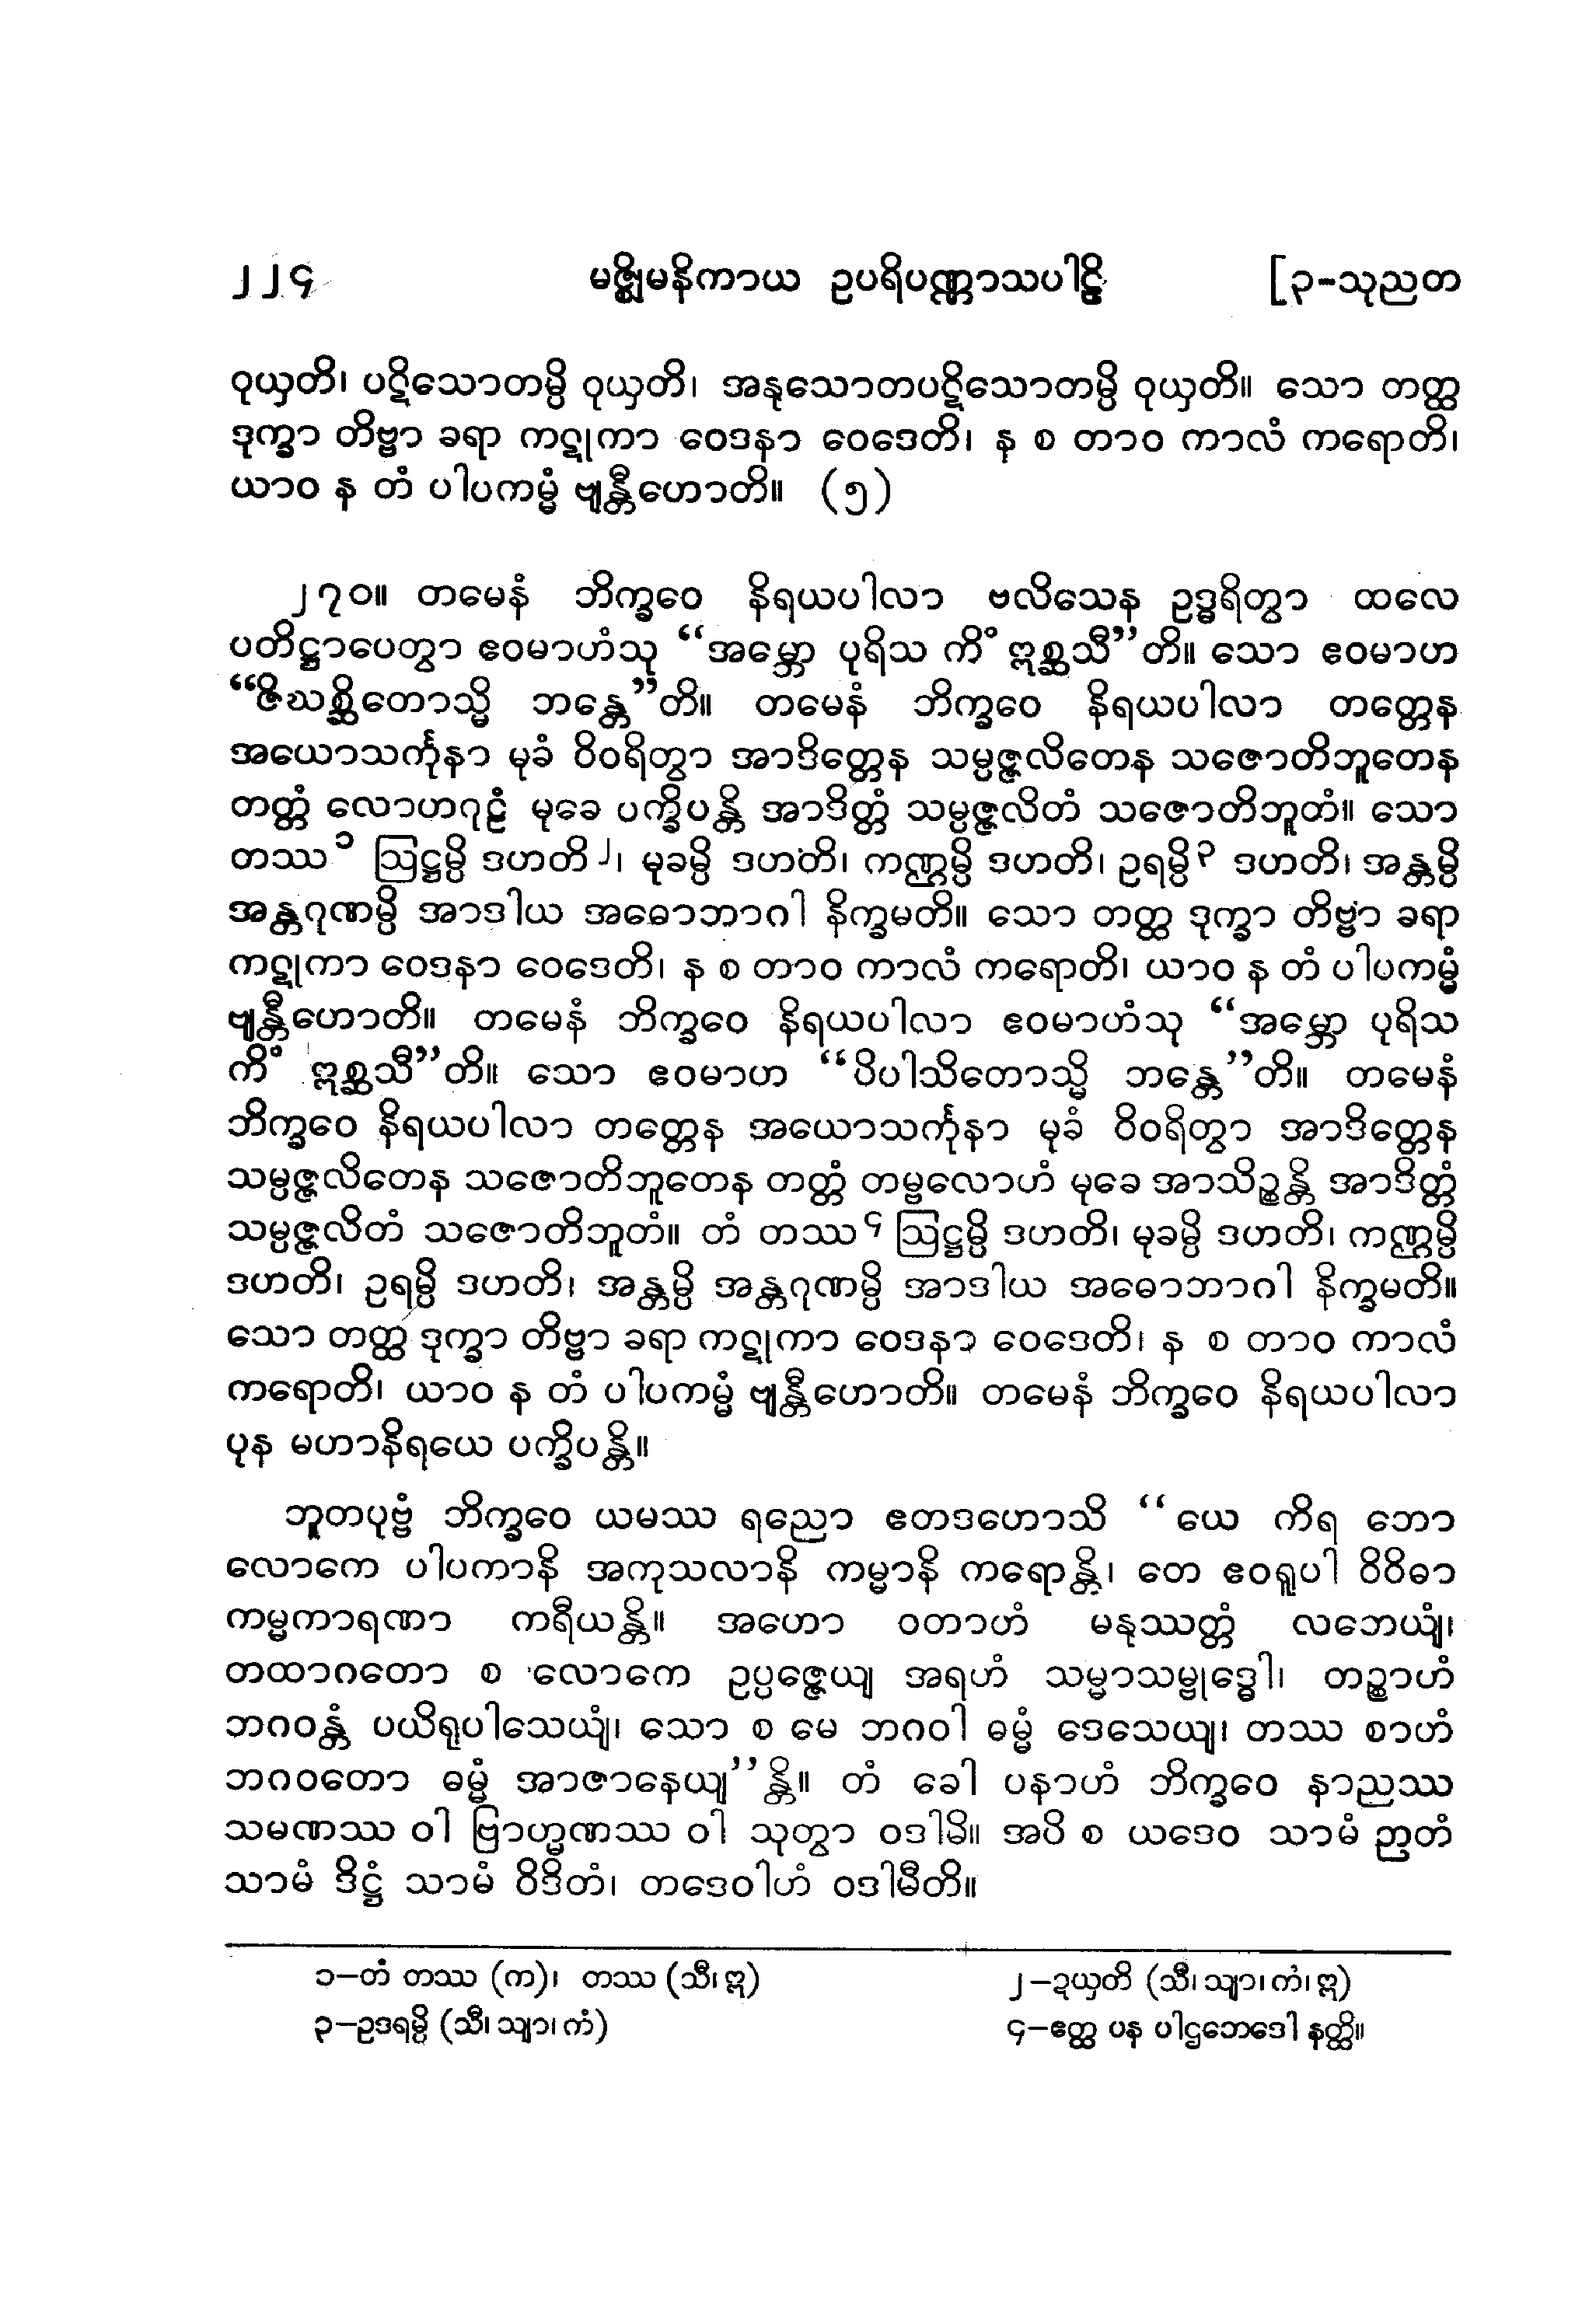 ၂၂၄ မဇ္ဈိမနိကာယ ဥပရိပဏ္ဏာသပါဠိ [၃-သုညတ
ဝုယှတိ၊ ပဋိသောတမ္ပိ ဝုယှတိ၊ အနုသောတပဋိသောတမ္ပိ ဝုယှတိ။ သော တတ္ထ
ဒုက္ခာ တိဗ္ဗာ ခရာ ကဋုကာ ဝေဒနာ ဝေဒေတိ၊ န စ တာဝ ကာလံ ကရောတိ၊
ယာဝ န တံ ပါပကမ္မံ ဗျန္တီဟောတိ။ (၅)
၂၇၀။ တမေနံ ဘိက္ခဝေ နိရယပါလာ ဗလိသေန ဥဒ္ဓရိတွာ ထလေ
ပတိဋ္ဌာပေတွာ ဧဝမာဟံသု “အမ္ဘော ပုရိသ ကိံ ဣစ္ဆသီ”တိ။ သော ဧဝမာဟ
“ဇိဃစ္ဆိတောသ္မိ ဘန္တေ”တိ။ တမေနံ ဘိက္ခဝေ နိရယပါလာ တတ္တေန
အယောသင်္ကုနာ မုခံ ဝိဝရိတွာ အာဒိတ္တေန သမ္ပဇ္ဇလိတေန သဇောတိဘူတေန
တတ္တံ လောဟဂုဠံ မုခေ ပက္ခိပန္တိ အာဒိတ္တံ သမ္ပဇ္ဇလိတံ သဇောတိဘူတံ။ သော
တဿ ၁ ဩဋ္ဌမ္ပိ ဒဟတိ ၂၊ မုခမ္ပိ ဒဟတိ၊ ကဏ္ဌမ္ပိ ဒဟတိ၊ ဥရမ္ပိ ၃ ဒဟတိ၊ အန္တမ္ပိ
အန္တဂုဏမ္ပိ အာဒါယ အဓောဘာဂါ နိက္ခမတိ။ သော တတ္ထ ဒုက္ခာ တိဗ္ဗာ ခရာ
ကဋုကာ ဝေဒနာ ဝေဒေတိ၊ န စ တာဝ ကာလံ ကရောတိ၊ ယာဝ န တံ ပါပကမ္မံ
ဗျန္တီဟောတိ။ တမေနံ ဘိက္ခဝေ နိရယပါလာ ဧဝမာဟံသု “အမ္ဘော ပုရိသ
ကိံ ဣစ္ဆသီ”တိ။ သော ဧဝမာဟ “ပိပါသိတောသ္မိ ဘန္တေ”တိ။ တမေနံ
ဘိက္ခဝေ နိရယပါလာ တတ္တေန အယောသင်္ကုနာ မုခံ ဝိဝရိတွာ အာဒိတ္တေန
သမ္ပဇ္ဇလိတေန သဇောတိဘူတေန တတ္တံ တမ္ဗလောဟံ မုခေ အာသိဉ္စန္တိ အာဒိတ္တံ
သမ္ပဇ္ဇလိတံ သဇောတိဘူတံ။ တံ တဿ ၄ ဩဋ္ဌမ္ပိ ဒဟတိ၊ မုခမ္ပိ ဒဟတိ၊ ကဏ္ဌမ္ပိ
ဒဟတိ၊ ဥရမ္ပိ ဒဟတိ၊ အန္တမ္ပိ အန္တဂုဏမ္ပိ အာဒါယ အဓောဘာဂါ နိက္ခမတိ။
သော တတ္ထ ဒုက္ခာ တိဗ္ဗာ ခရာ ကဋုကာ ဝေဒနာ ဝေဒေတိ၊ န စ တာဝ ကာလံ
ကရောတိ၊ ယာဝ န တံ ပါပကမ္မံ ဗျန္တီဟောတိ။ တမေနံ ဘိက္ခဝေ နိရယပါလာ
ပုန မဟာနိရယေ ပက္ခိပန္တိ။
ဘူတပုဗ္ဗံ ဘိက္ခဝေ ယမဿ ရညော ဧတဒဟောသိ “ယေ ကိရ ဘော
လောကေ ပါပကာနိ အကုသလာနိ ကမ္မာနိ ကရောန္တိ၊ တေ ဧဝရူပါ ဝိဝိဓာ
ကမ္မကာရဏာ ကရီယန္တိ။ အဟော ဝတာဟံ မနုဿတ္တံ လဘေယျံ၊
တထာဂတော စ လောကေ ဥပ္ပဇ္ဇေယျ အရဟံ သမ္မာသမ္ဗုဒ္ဓေါ၊ တဉ္စာဟံ
ဘဂဝန္တံ ပယိရုပါသေယျံ၊ သော စ မေ ဘဂဝါ ဓမ္မံ ဒေသေယျ၊ တဿ စာဟံ
ဘဂဝတော ဓမ္မံ အာဇာနေယျ”န္တိ။ တံ ခေါ ပနာဟံ ဘိက္ခဝေ နာညဿ
သမဏဿ ဝါ ဗြာဟ္မဏဿ ဝါ သုတွာ ဝဒါမိ။ အပိ စ ယဒေဝ သာမံ ဉာတံ
သာမံ ဒိဋ္ဌံ သာမံ ဝိဒိတံ၊ တဒေဝါဟံ ဝဒါမီတိ။
၁–တံ တဿ (က)၊ တဿ (သီ၊ ဣ) ၂–ဍယှတိ (သီ၊ သျာ၊ ကံ၊ ဣ)
၃–ဥဒရမ္ပိ (သီ၊ သျာ၊ ကံ) ၄–ဧတ္ထ ပန ပါဌဘေဒေါ နတ္ထိ။